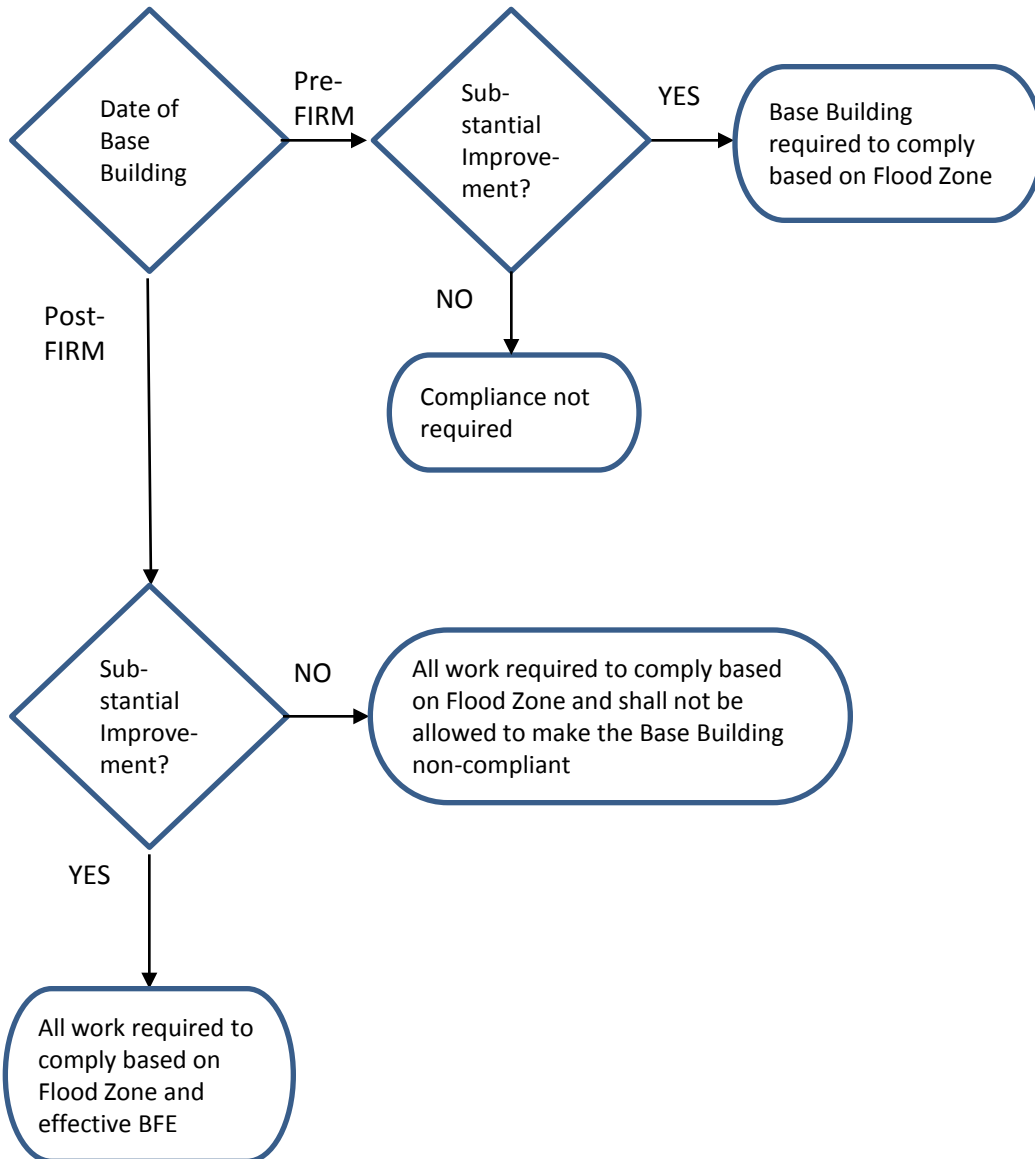 Date of
Base
Building
Pre-
FIRM
Sub-
stantial
Improve-
ment?
YES
Base Building
required to comply
based on Flood Zone
NO
Compliance not
required
Post-
FIRM
Sub-
stantial
Improve-
ment?
NO
All work required to comply based
on Flood Zone and shall not be
allowed to make the Base Building
non-compliant
YES
All work required to
comply based on
Flood Zone and
effective BFE